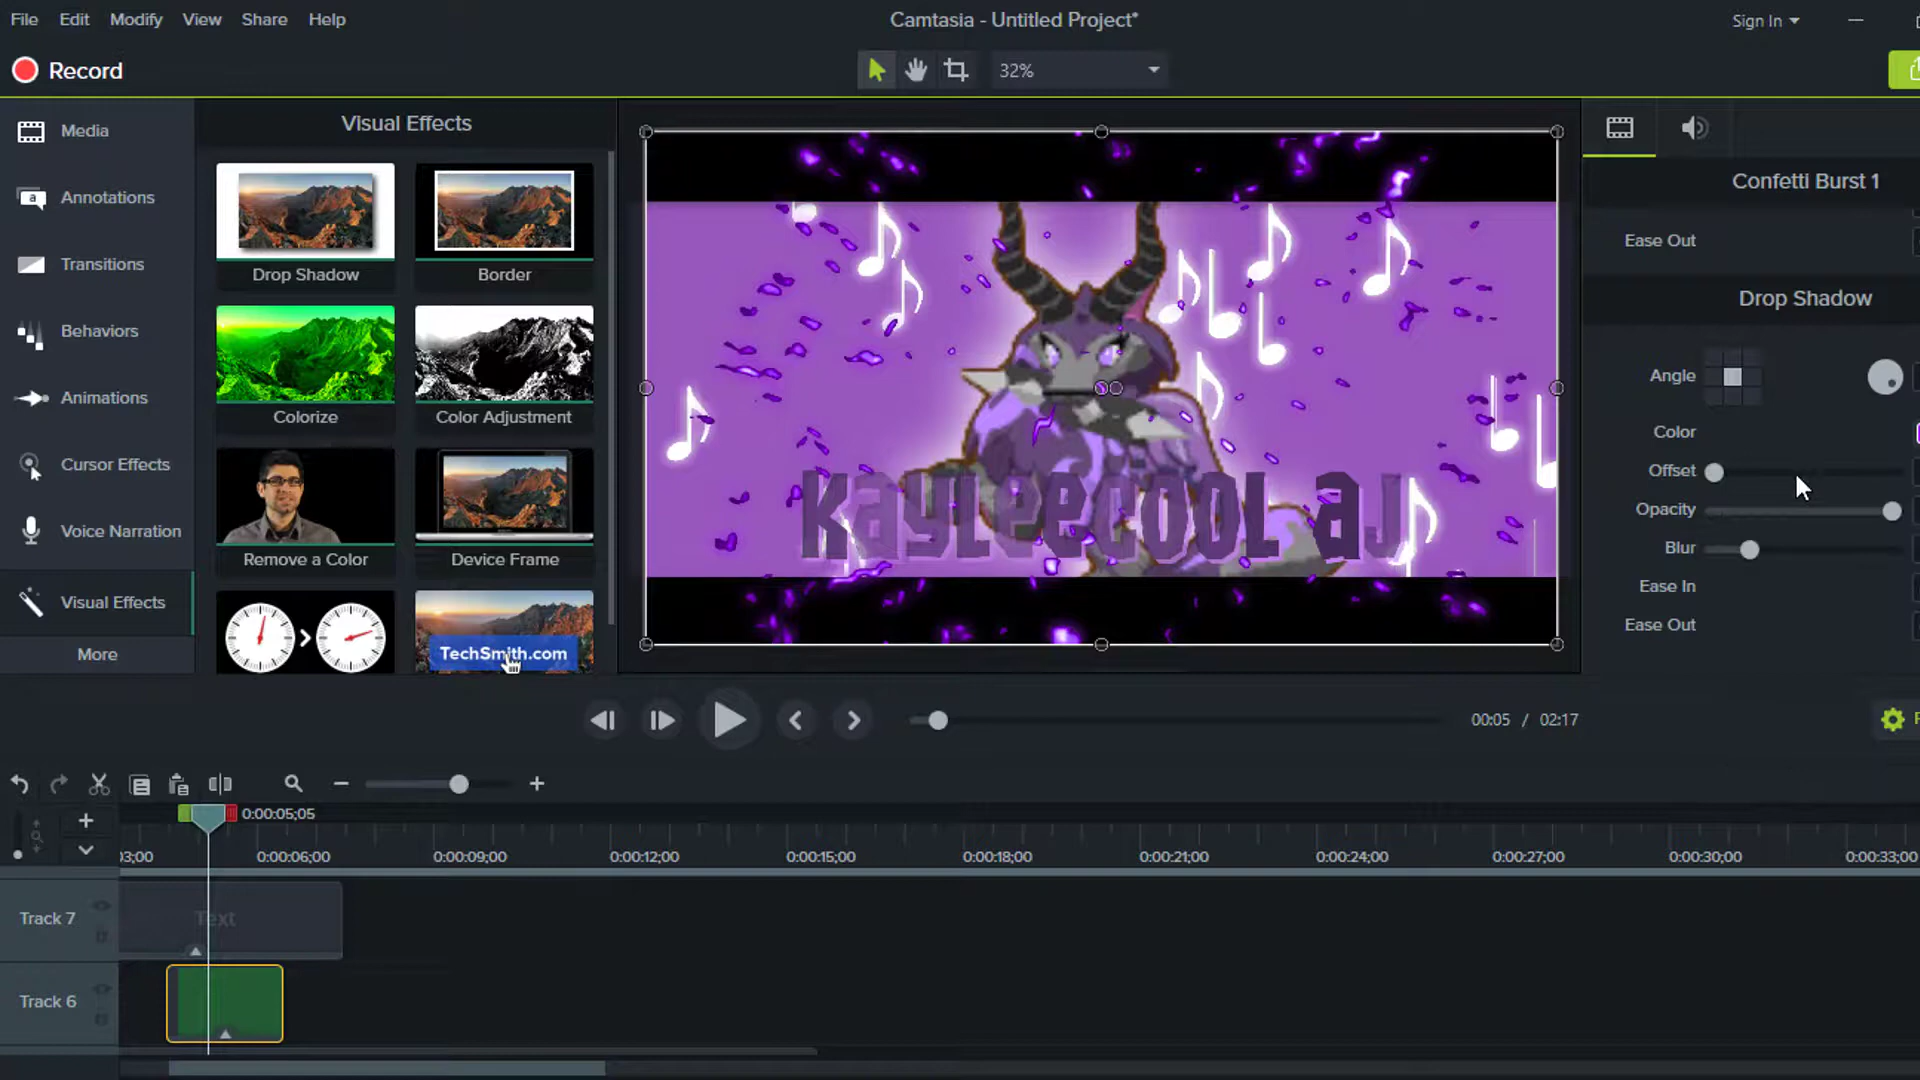 File Edit Modify View Share Help
Camtasia - Untitled Project*
Sign In
Record
32%
Media
Annotations
Transitions
Behaviors
Animations
Cursor Effects
Voice Narration
Visual Effects
More
Visual Effects
Drop Shadow Border
Colorize Color Adjustment
Remove a Color Device Frame
TechSmith.com
KayLeecooL aJ
Confetti Burst 1
Ease Out
Drop Shadow
Angle
Color
Offset
Opacity
Blur
Ease In
Ease Out
00:05 / 02:17
0:00:05;05
03;00 0:00:06;00 0:00:09;00 0:00:12;00 0:00:15;00 0:00:18;00 0:00:21;00 0:00:24;00 0:00:27;00 0:00:30;00 0:00:33;00
Track 7
Text
Track 6